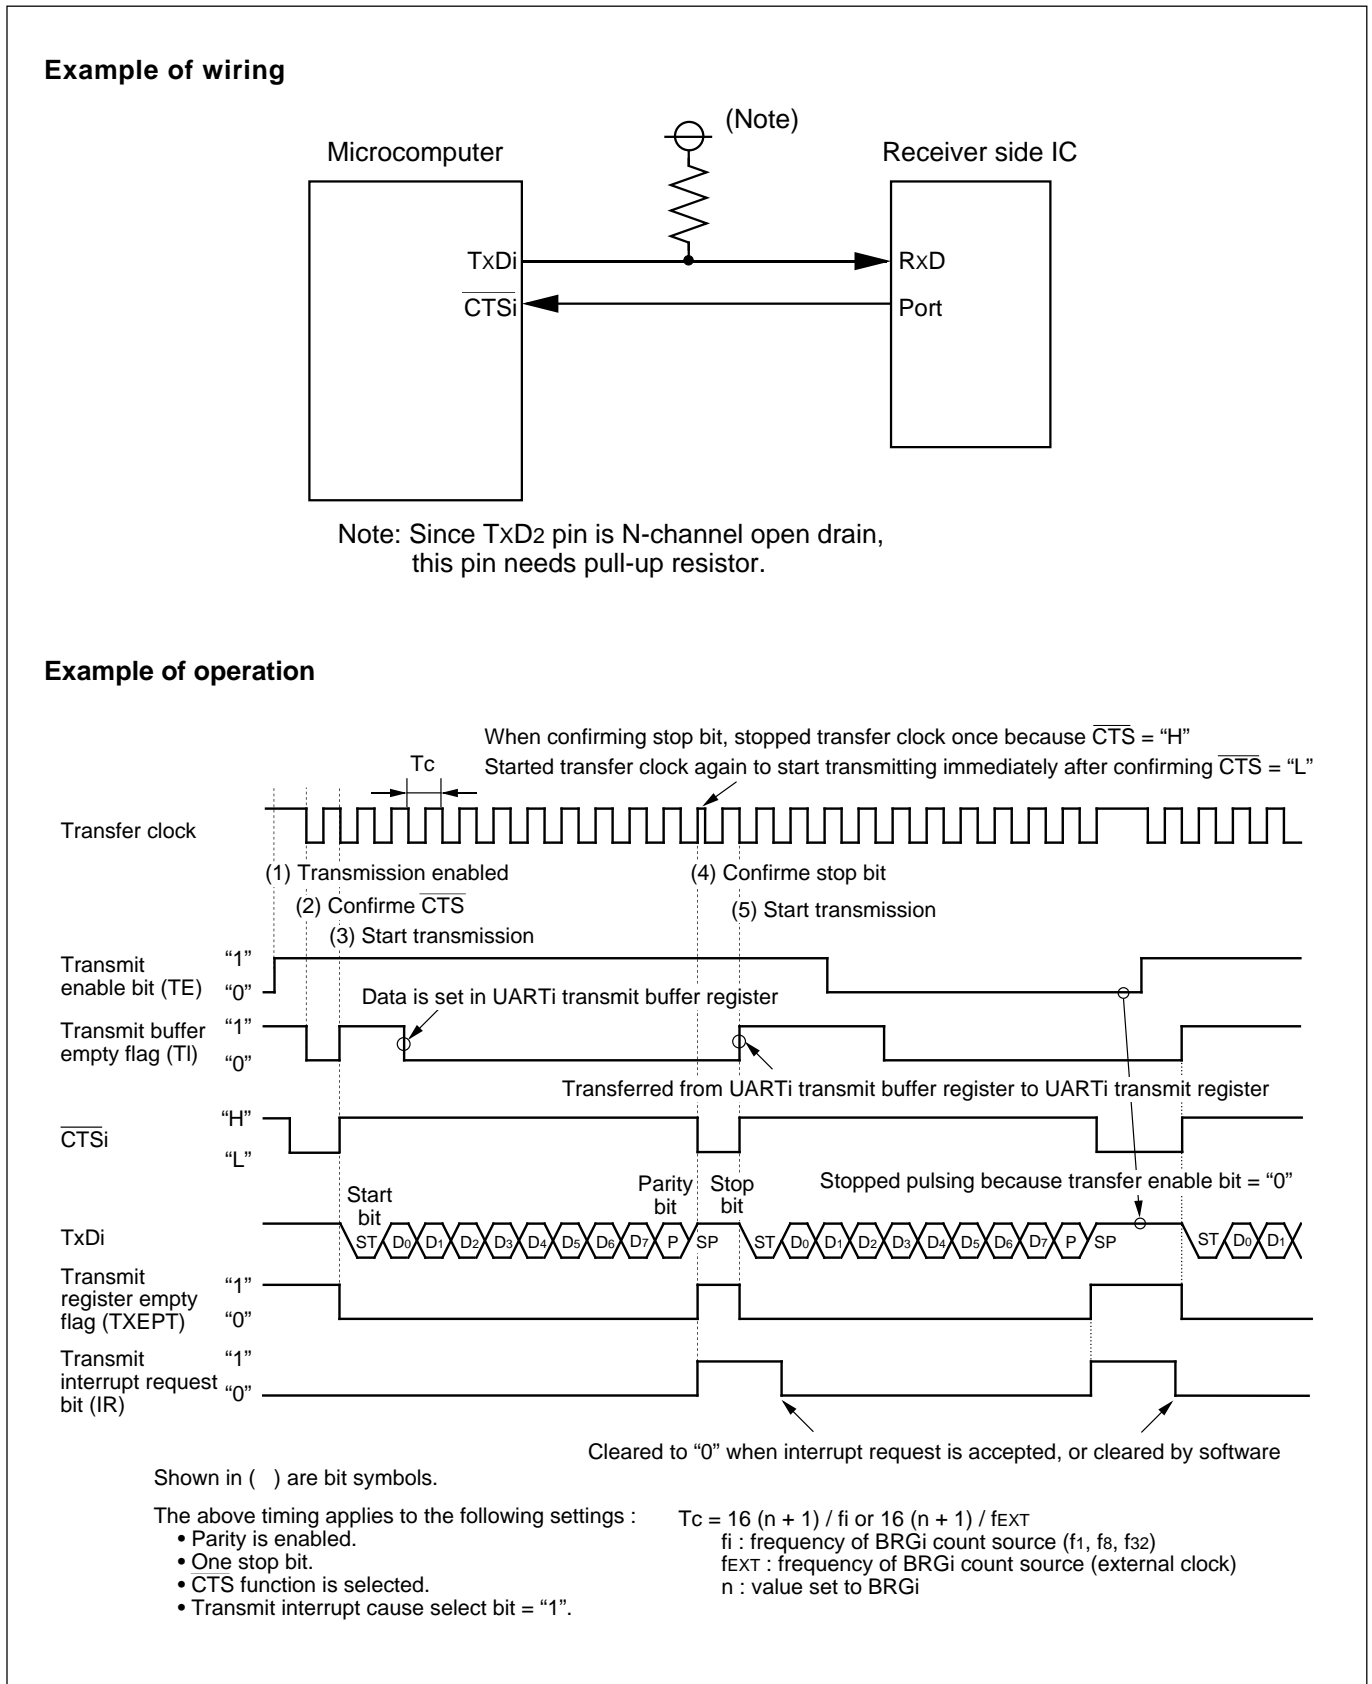 Example of wiring
(Note)
Microcomputer
Receiver side IC
TXDi
RXD
CTSi
Port
Note: Since TXD2 pin is N-channel open drain,
this pin needs pull-up resistor.
Example of operation
When confirming stop bit, stopped transfer clock once because CTS = “H”
Tc
Started transfer clock again to start transmitting immediately after confirming CTS = “L”
Transfer clock
(1) Transmission enabled
(4) Confirme stop bit
(2) Confirme CTS
(5) Start transmission
(3) Start transmission
Transmit
enable bit (TE)
“1”
“0”
Data is set in UARTi transmit buffer register
Transmit buffer
empty flag (TI)
“1”
“0”
Transferred from UARTi transmit buffer register to UARTi transmit register
CTSi
“H”
“L”
Stopped pulsing because transfer enable bit = “0”
Start
bit
Parity
bit
Stop
bit
TxDi
ST D0 D1 D2 D3 D4 D5 D6 D7 P SP ST D0 D1 D2 D3 D4 D5 D6 D7 P SP ST D0 D1
Transmit
register empty
flag (TXEPT)
“1”
“0”
Transmit
interrupt request
bit (IR)
“1”
“0”
Cleared to “0” when interrupt request is accepted, or cleared by software
Shown in ( ) are bit symbols.
The above timing applies to the following settings :
• Parity is enabled.
• One stop bit.
• CTS function is selected.
• Transmit interrupt cause select bit = “1”.
Tc = 16 (n + 1) / fi or 16 (n + 1) / fEXT
fi : frequency of BRGi count source (f1, f8, f32)
fEXT : frequency of BRGi count source (external clock)
n : value set to BRGi